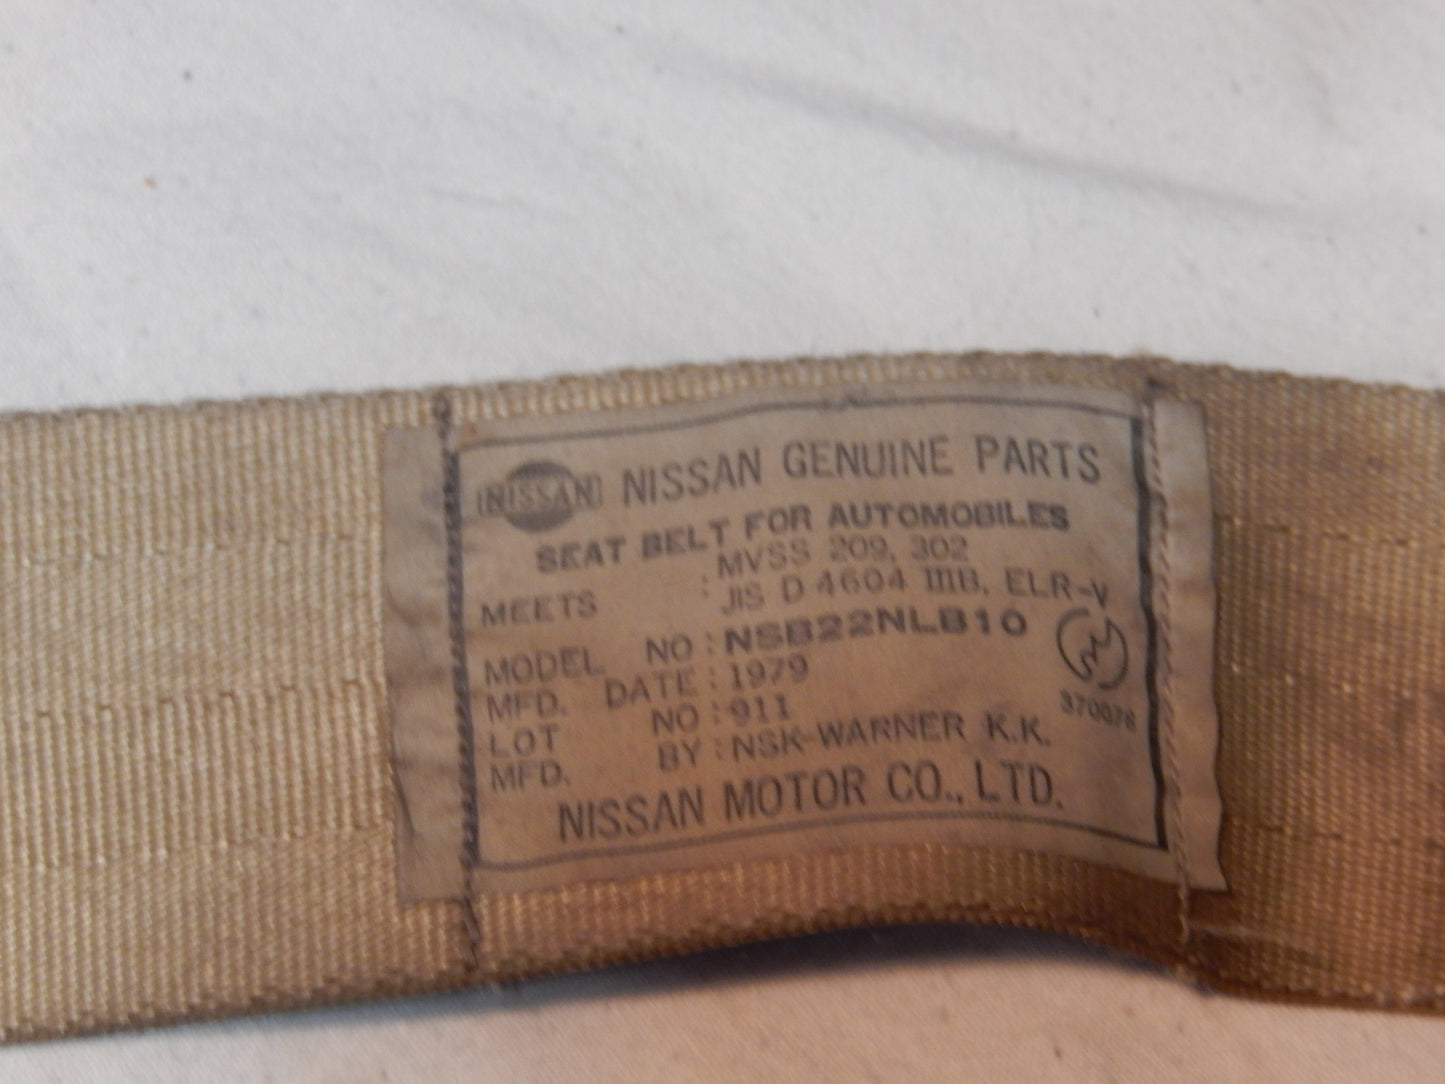 NISSAN NISSAN GENUINE PARTS
SEAT BELT FOR AUTOMOBILES
MEETS : MVSS 209, 302
JIS D 4604 IIIB, ELR-V
MODEL NO : NSB22NLB10
MFD. DATE : 1979
LOT NO : 911
MFD. BY : NSK-WARNER K.K.
370076
NISSAN MOTOR CO., LTD.